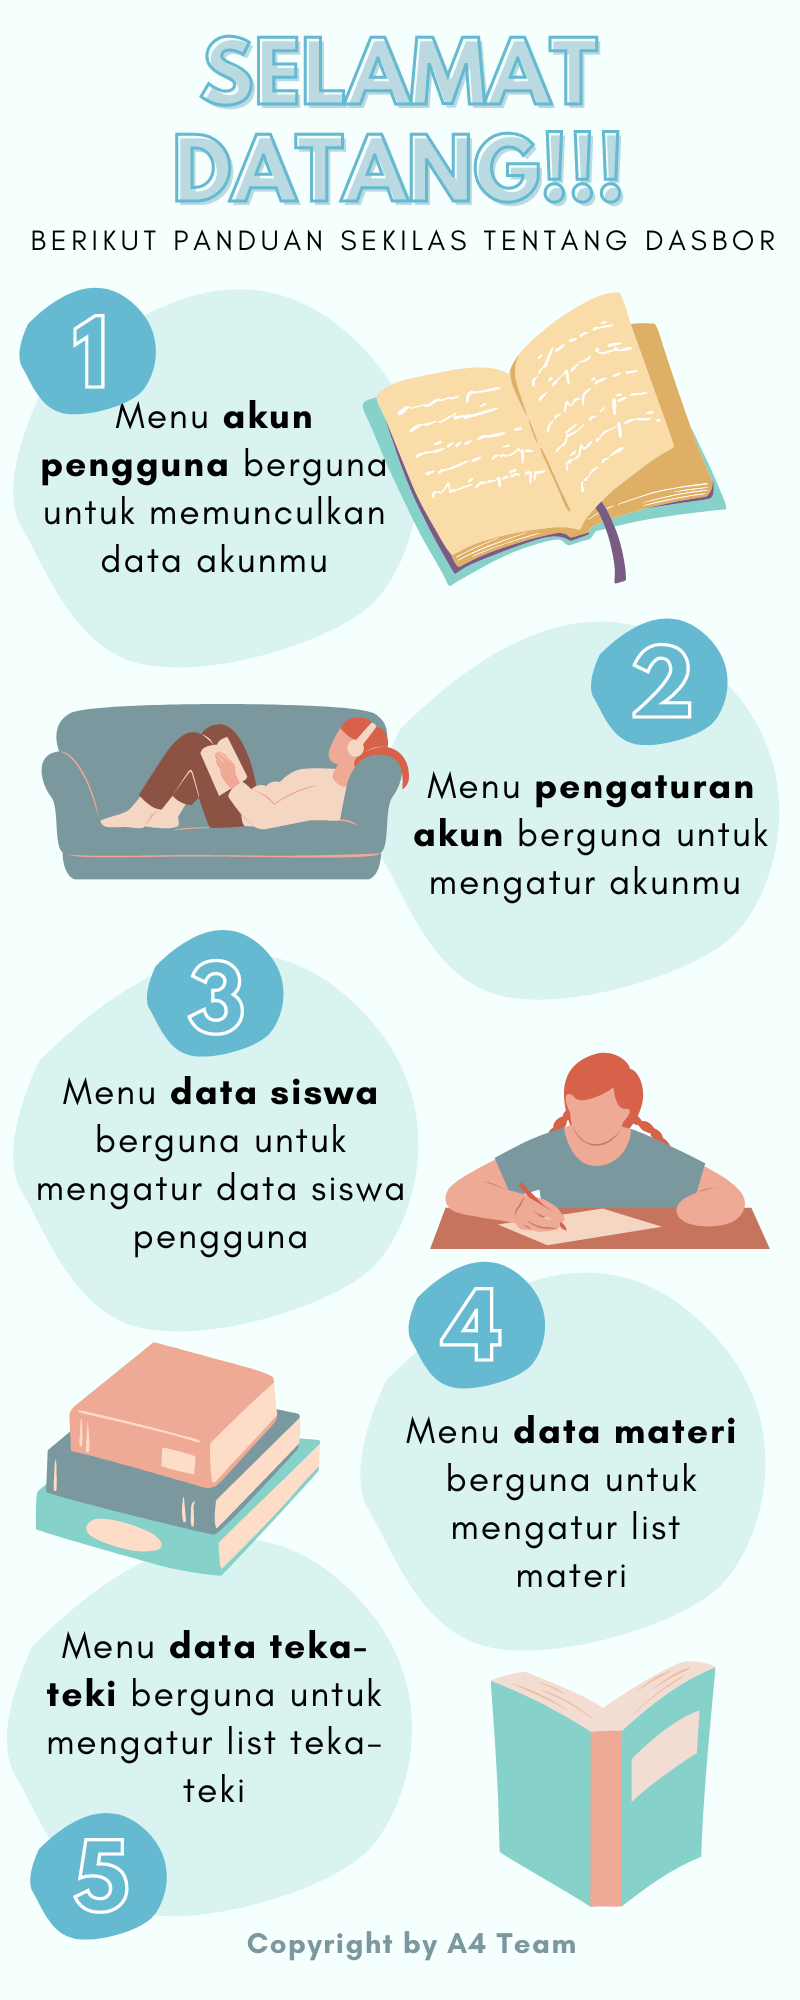 SELAMAT
DATANG!!!
BERIKUT PANDUAN SEKILAS TENTANG DASBOR
1
Menu akun
pengguna berguna
untuk memunculkan
data akunmu
2
Menu pengaturan
akun berguna untuk
mengatur akunmu
3
Menu data siswa
berguna untuk
mengatur data siswa
pengguna
4
Menu data materi
berguna untuk
mengatur list
materi
Menu data teka-
teki berguna untuk
mengatur list teka-
teki
5
Copyright by A4 Team